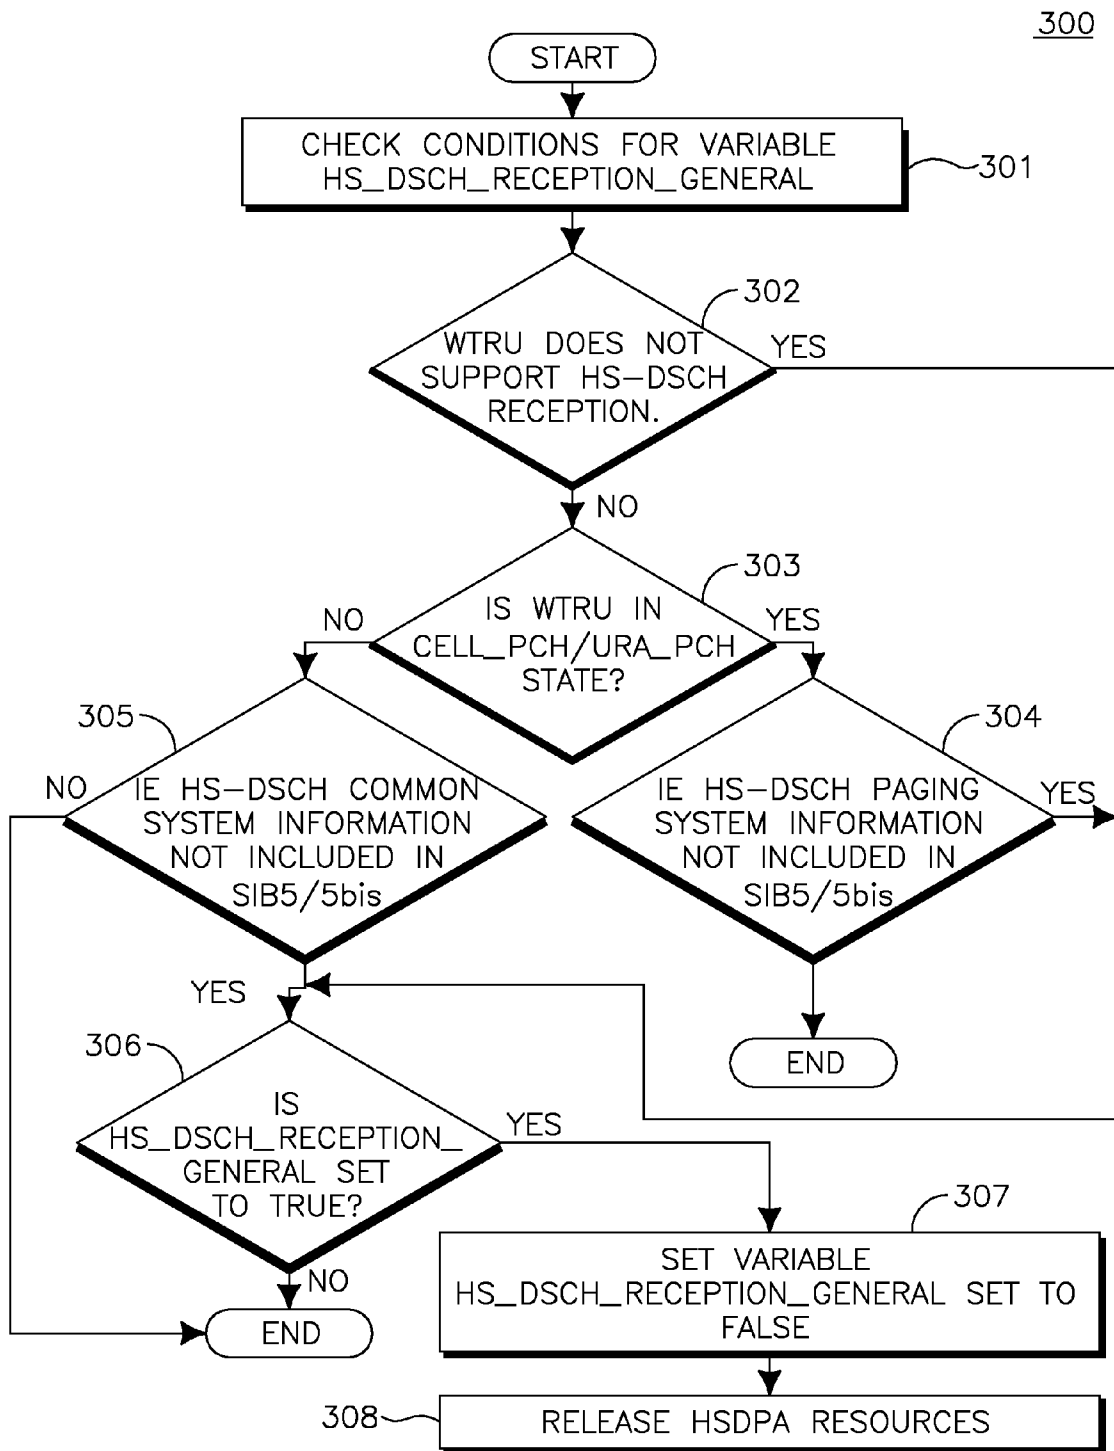 300
START
CHECK CONDITIONS FOR VARIABLE
HS_DSCH_RECEPTION_GENERAL
301
302
WTRU DOES NOT
SUPPORT HS-DSCH
RECEPTION.
YES
NO
303
IS WTRU IN
CELL_PCH/URA_PCH
STATE?
NO
YES
305
IE HS-DSCH COMMON
SYSTEM INFORMATION
NOT INCLUDED IN
SIB5/5bis
NO
YES
304
IE HS-DSCH PAGING
SYSTEM INFORMATION
NOT INCLUDED IN
SIB5/5bis
YES
END
306
IS
HS_DSCH_RECEPTION_
GENERAL SET
TO TRUE?
YES
NO
END
307
SET VARIABLE
HS_DSCH_RECEPTION_GENERAL SET TO
FALSE
308
RELEASE HSDPA RESOURCES